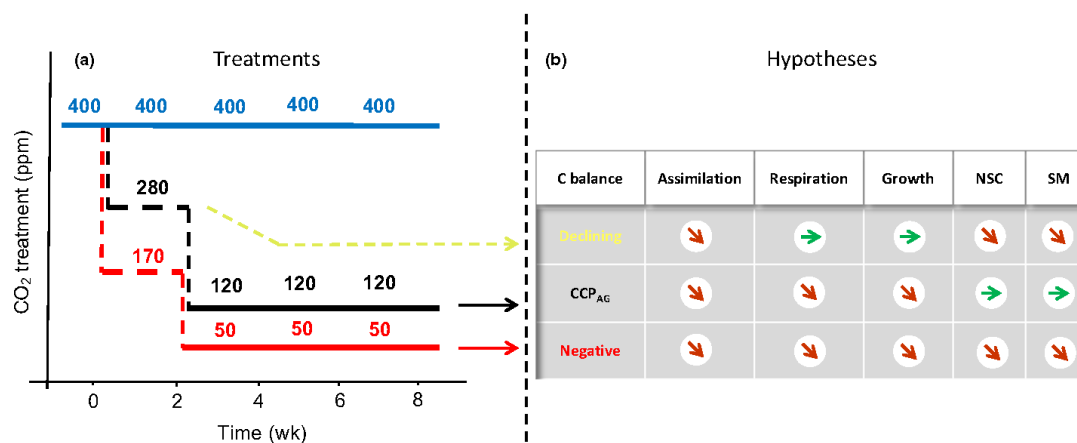 (a) Treatments
400 400 400 400 400
280
170
120 120 120
50 50 50
CO2 treatment (ppm)
0 2 4 6 8
Time (wk)
(b) Hypotheses
C balance Assimilation Respiration Growth NSC SM
Declining
CCPAG
Negative